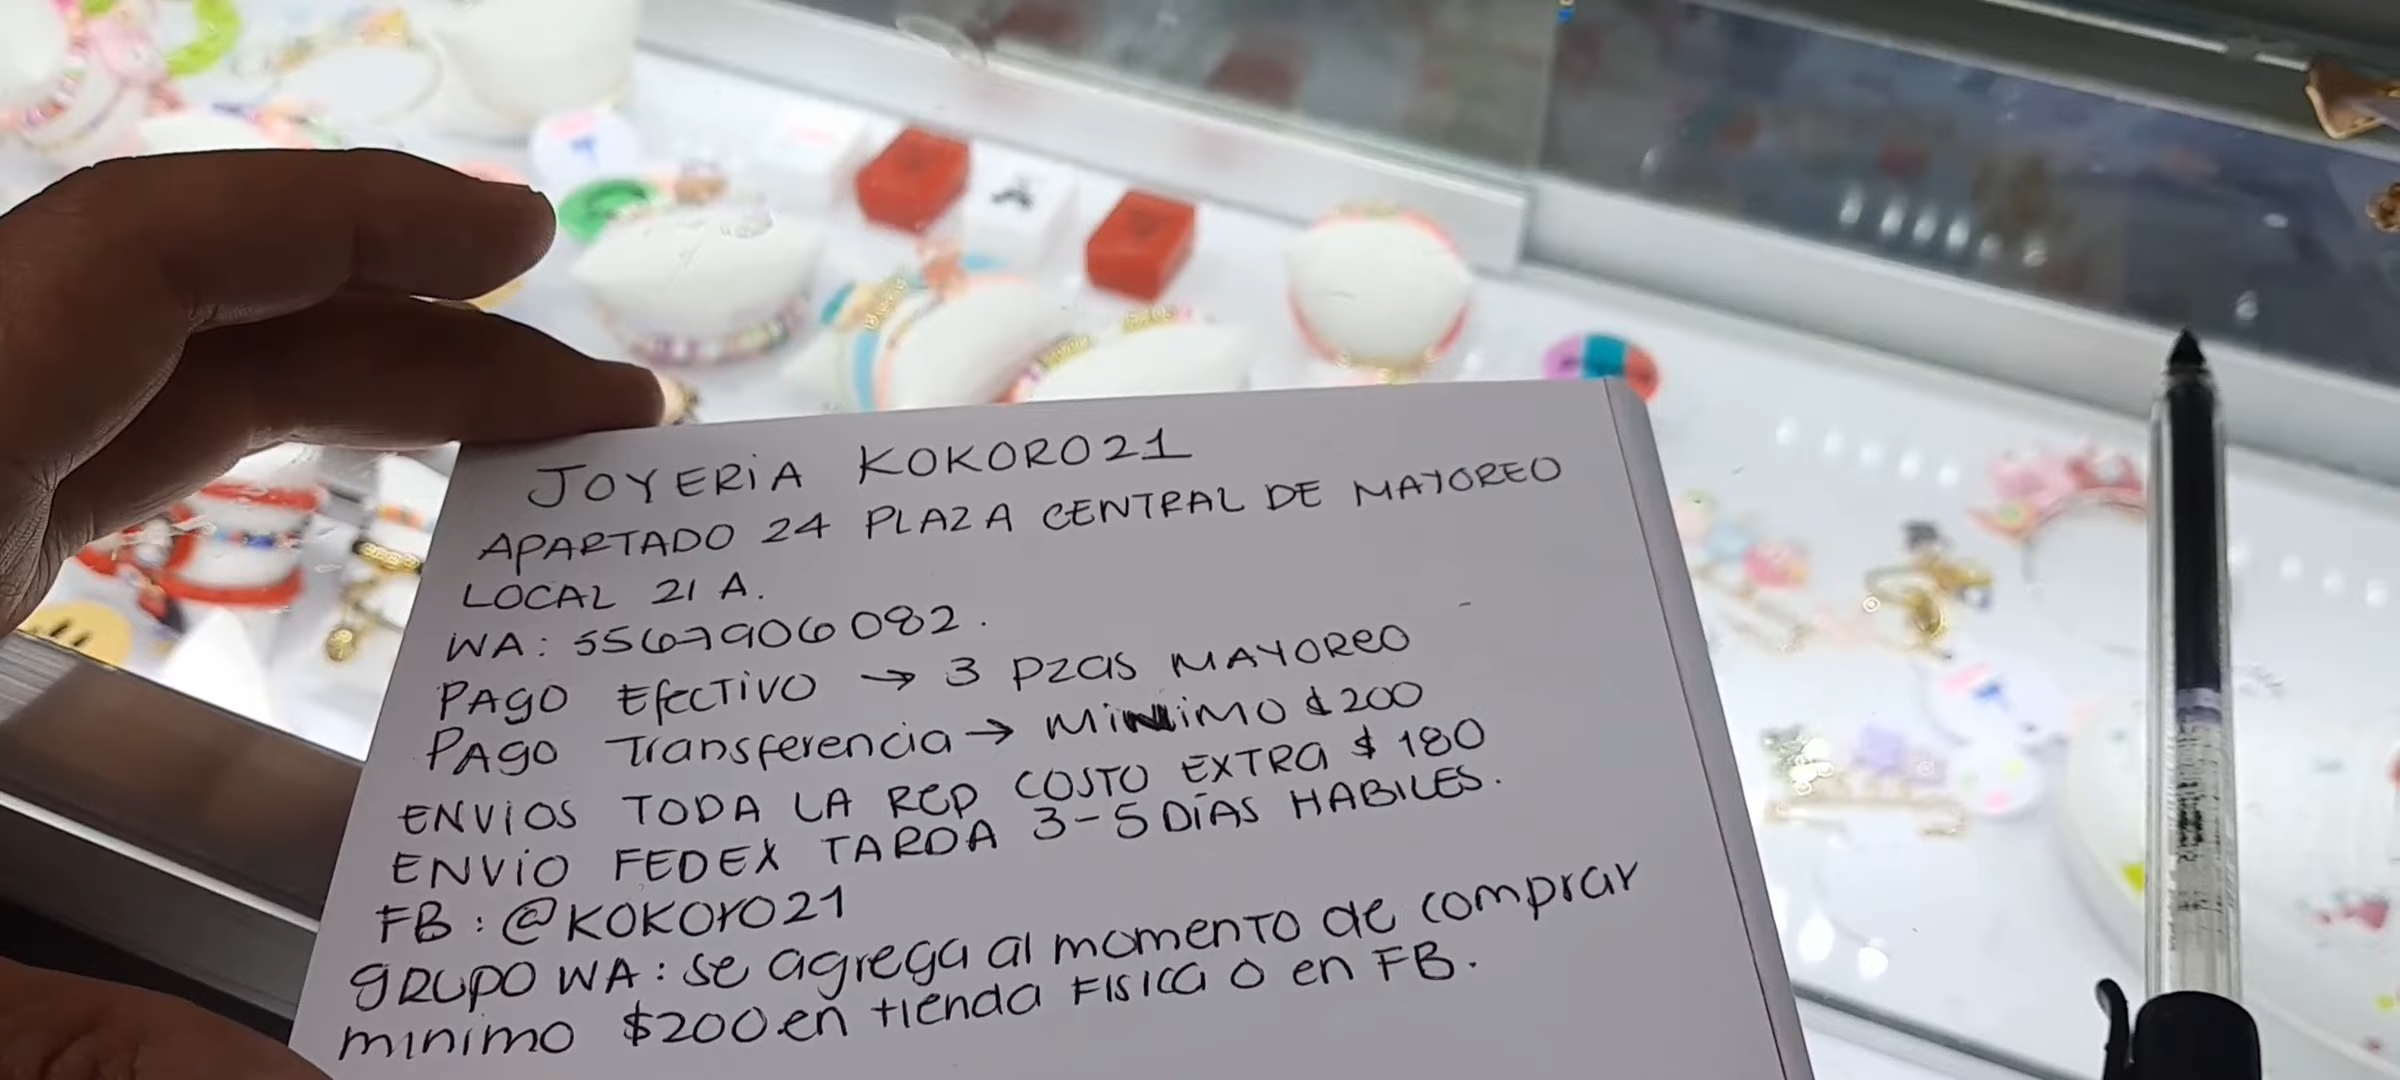 JOYERIA KOKORO21
APARTADO 24 PLAZA CENTRAL DE MAYOREO
LOCAL 21 A.
WA: 5567906082.
PAGO EFECTIVO → 3 PZAS MAYOREO
PAGO Transferencia → MINIMO $200
ENVIOS TODA LA REP COSTO EXTRA $180
ENVIO FEDEX TARDA 3-5 DÍAS HABILES.
FB: @KOKORO21
GRUPO WA: se agrega al momento de comprar
minimo $200 en tienda FISICA O en FB.